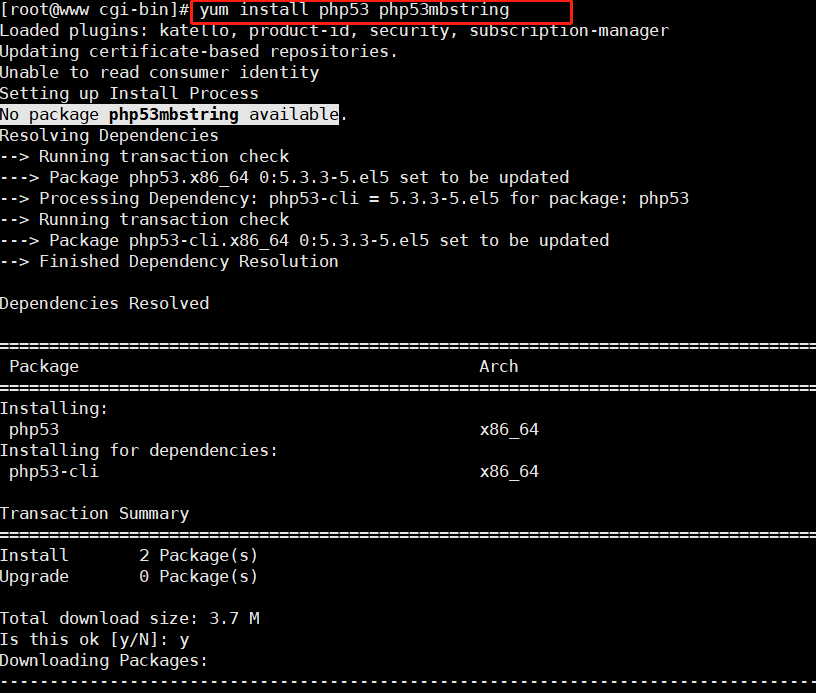 [root@www cgi-bin]# yum install php53 php53mbstring
Loaded plugins: katello, product-id, security, subscription-manager
Updating certificate-based repositories.
Unable to read consumer identity
Setting up Install Process
No package php53mbstring available.
Resolving Dependencies
--> Running transaction check
---> Package php53.x86_64 0:5.3.3-5.el5 set to be updated
--> Processing Dependency: php53-cli = 5.3.3-5.el5 for package: php53
--> Running transaction check
---> Package php53-cli.x86_64 0:5.3.3-5.el5 set to be updated
--> Finished Dependency Resolution
Dependencies Resolved
================================================================================
Package Arch
================================================================================
Installing:
php53 x86_64
Installing for dependencies:
php53-cli x86_64
Transaction Summary
================================================================================
Install 2 Package(s)
Upgrade 0 Package(s)
Total download size: 3.7 M
Is this ok [y/N]: y
Downloading Packages:
--------------------------------------------------------------------------------